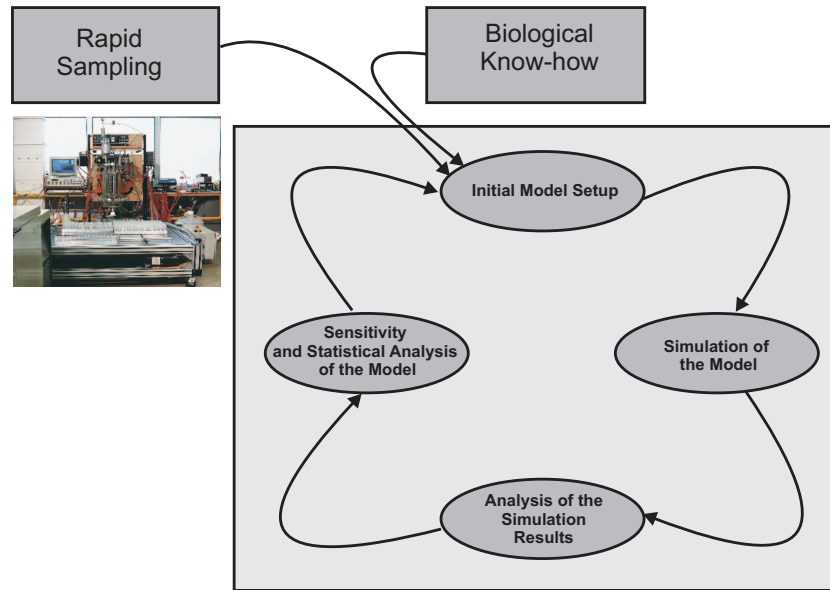 Rapid
Sampling
Biological
Know-how
Initial Model Setup
Sensitivity
and Statistical Analysis
of the Model
Simulation of
the Model
Analysis of the
Simulation
Results